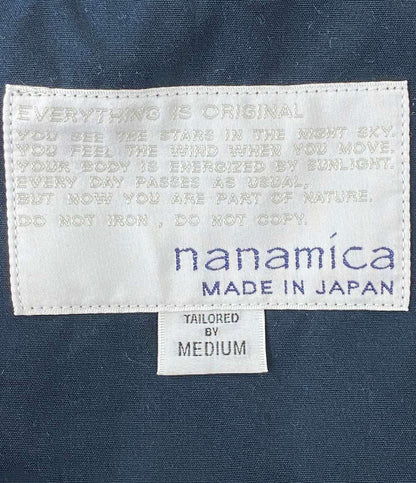 EVERYTHING IS ORIGINAL
YOU SEE THE STARS IN THE NIGHT SKY.
YOU FEEL THE WIND WHEN YOU MOVE.
YOUR BODY IS ENERGIZED BY SUNLIGHT.
EVERY DAY PASSES AS USUAL,
BUT NOW YOU ARE PART OF NATURE.
DO NOT IRON , DO NOT COPY.
nanamica
MADE IN JAPAN
TAILORED
BY
MEDIUM